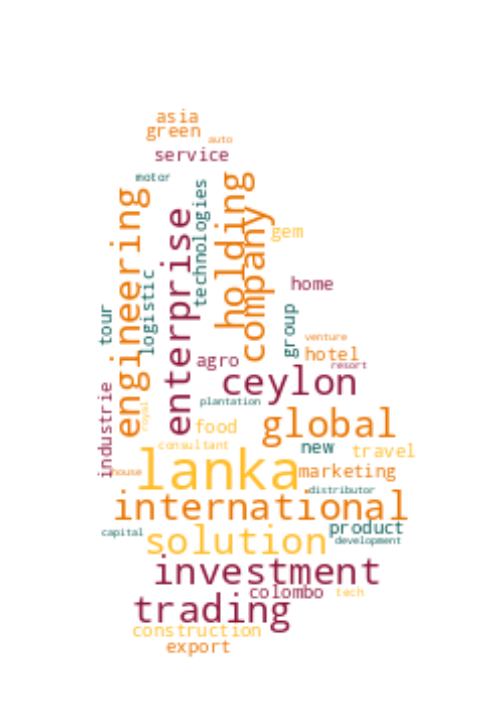 asia
green
auto
service
motor
engineering
enterprise
technologies
holding
company
gem
home
tour
logistic
group
venture
hotel
resort
agro
ceylon
industrie
royal
plantation
global
food
new
consultant
travel
lanka
house
marketing
distributor
international
capital
product
solution
development
investment
colombo
tech
trading
construction
export